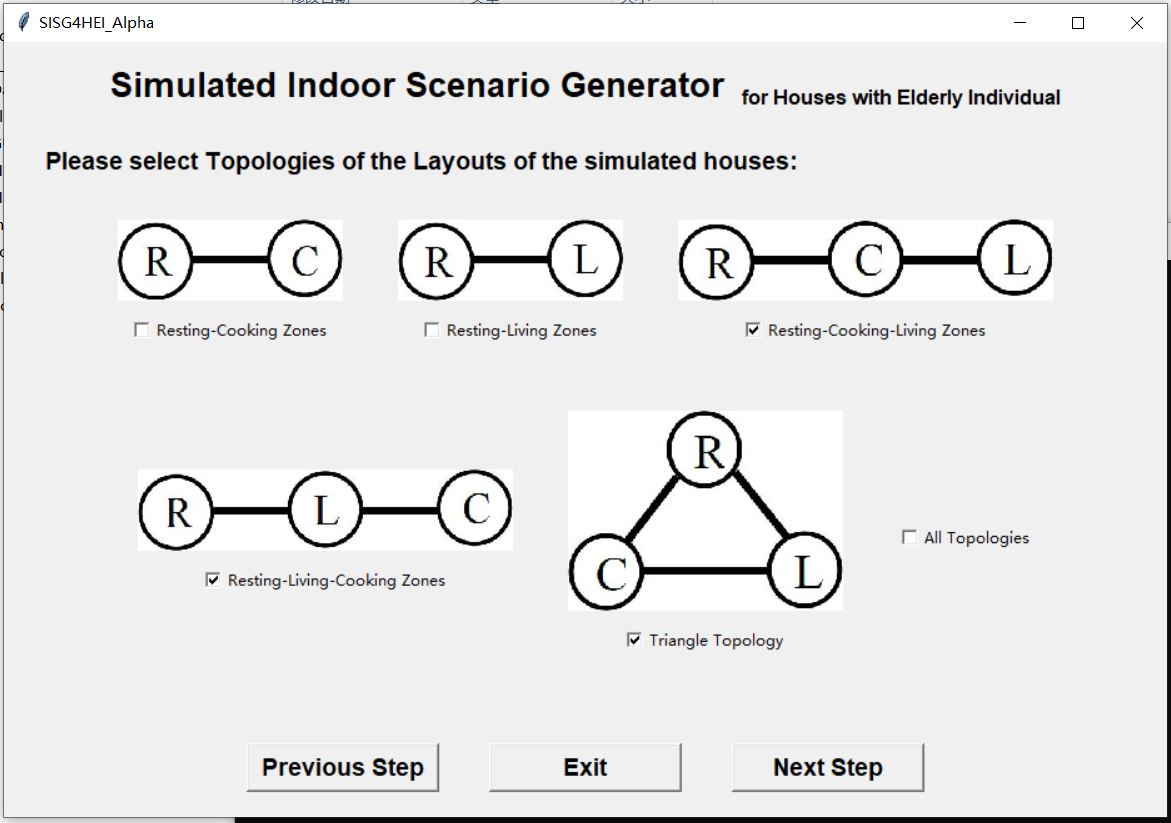 SISG4HEI_Alpha
Simulated Indoor Scenario Generator for Houses with Elderly Individual
Please select Topologies of the Layouts of the simulated houses:
R C
R L
R C L
Resting-Cooking Zones
Resting-Living Zones
Resting-Cooking-Living Zones
R L C
Resting-Living-Cooking Zones
R
C L
Triangle Topology
All Topologies
Previous Step
Exit
Next Step